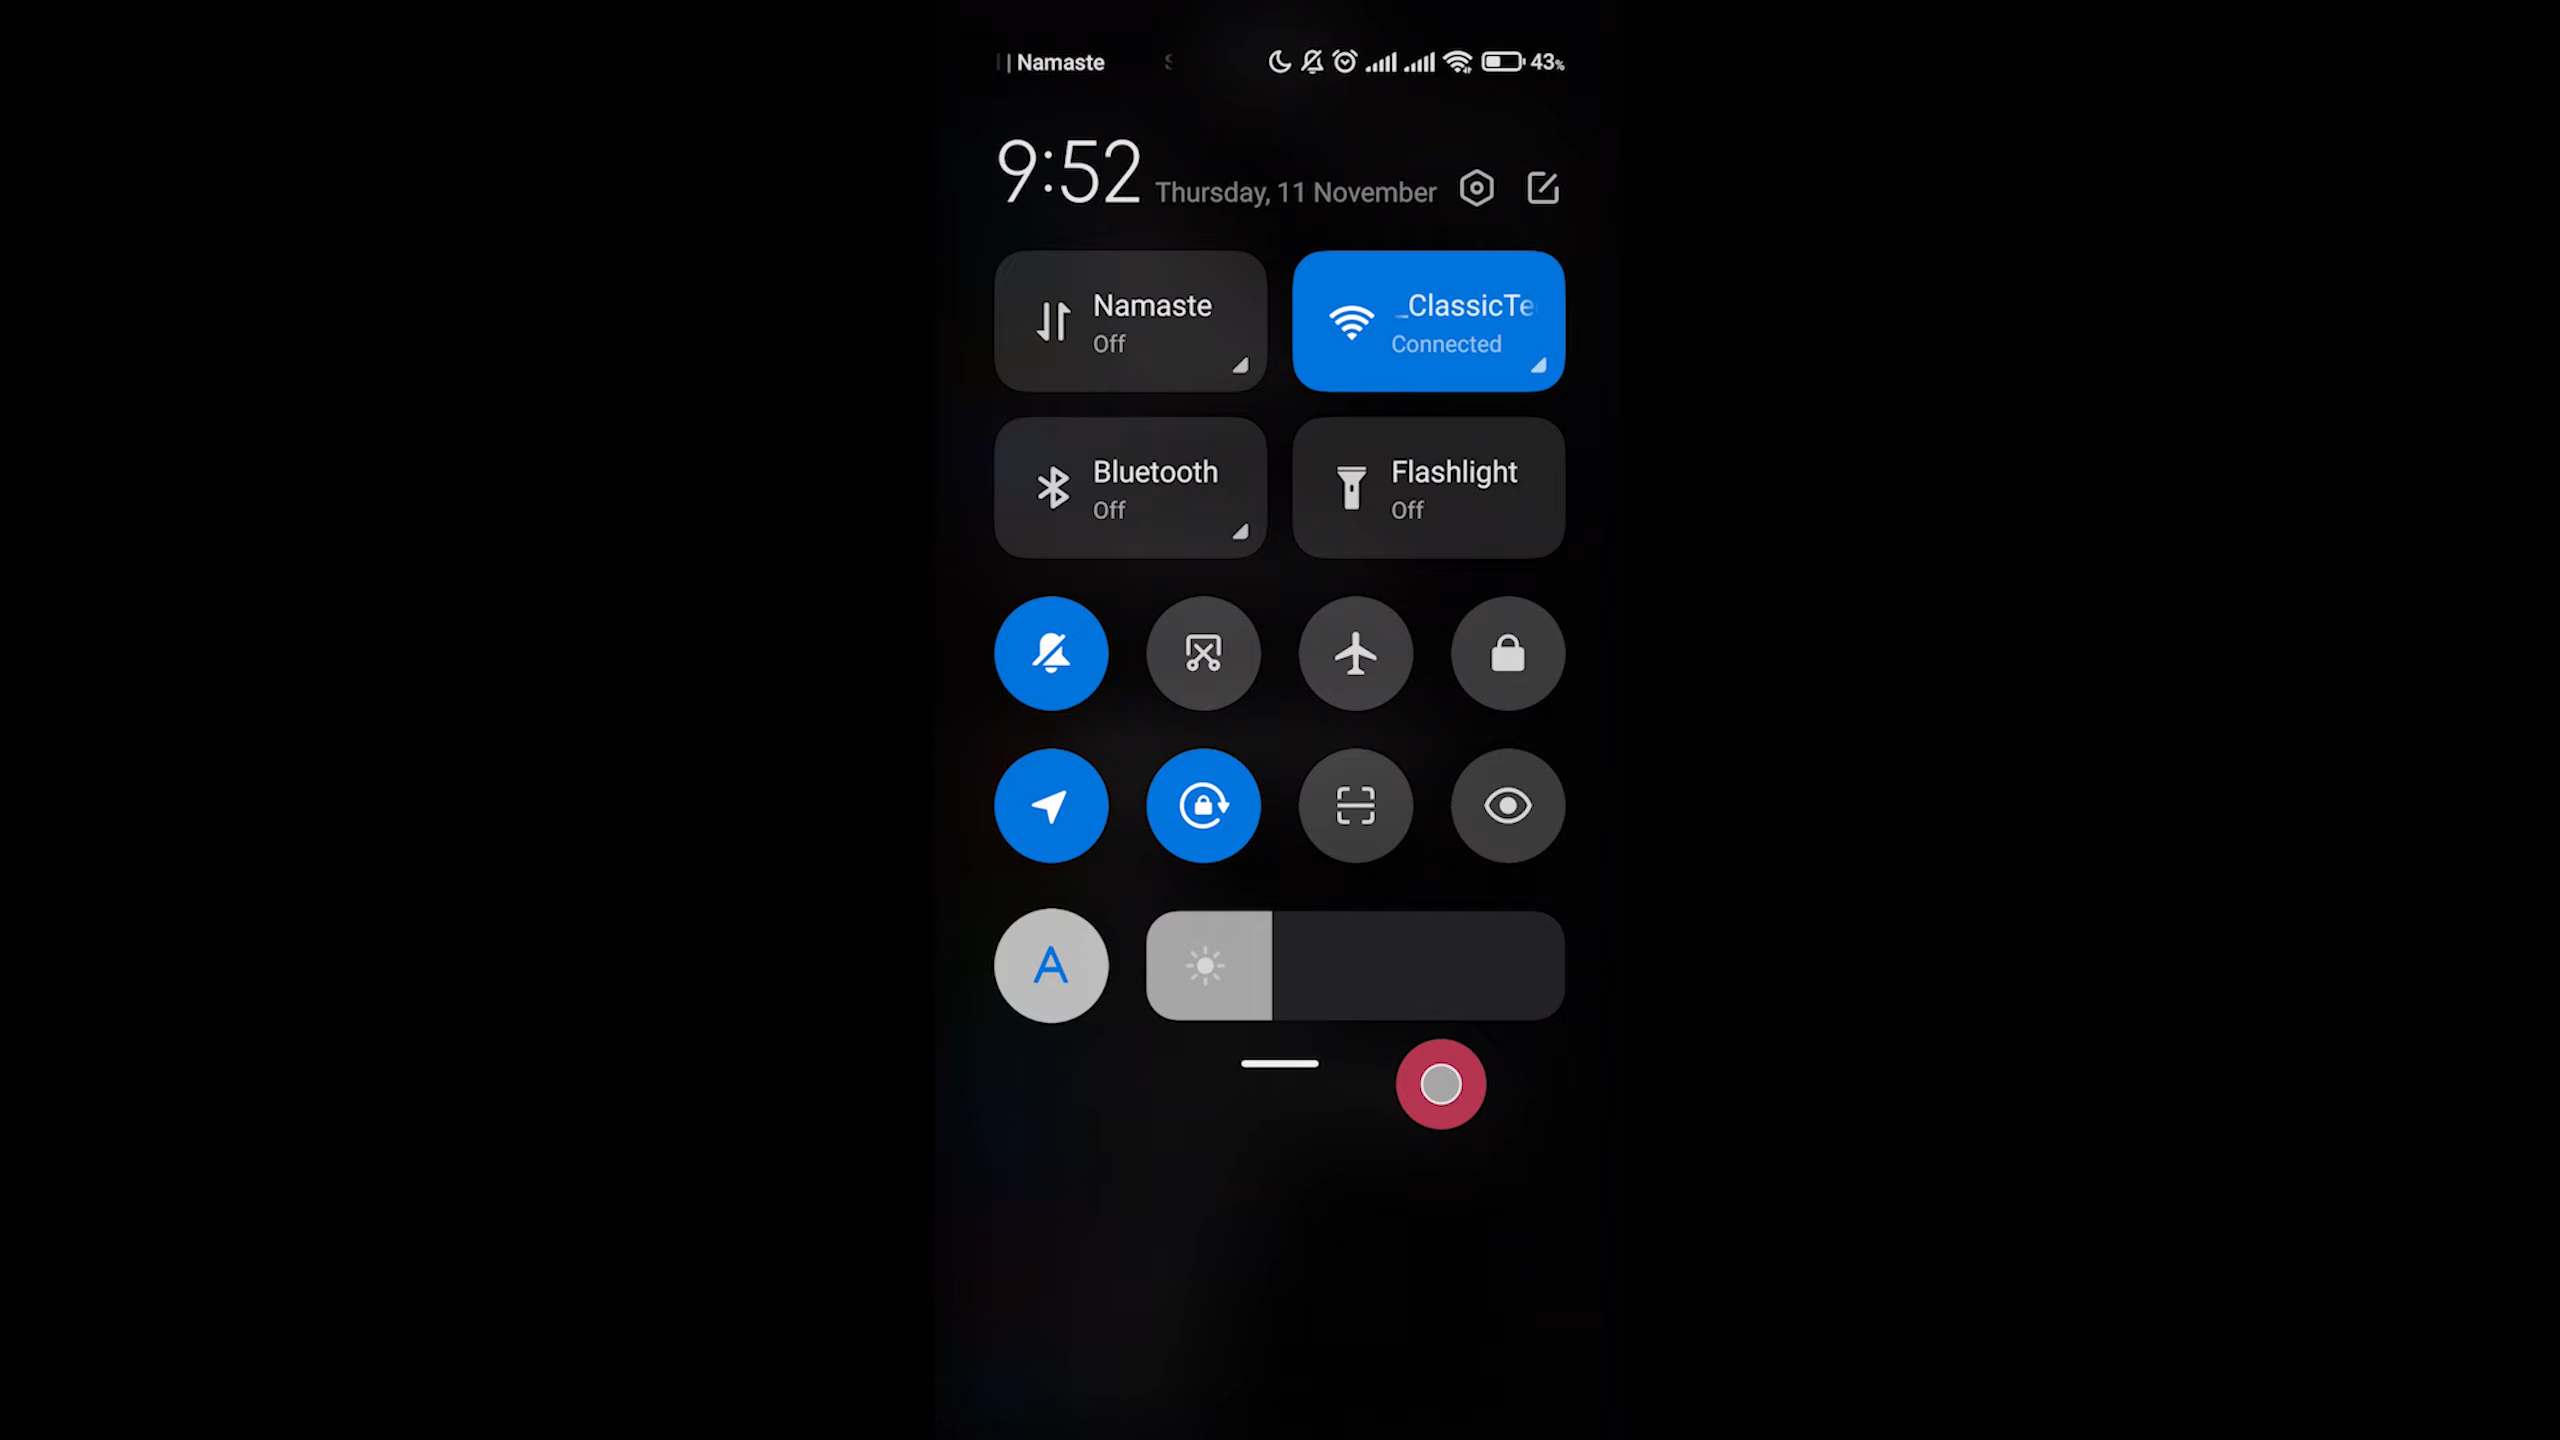 Namaste
43%
9:52 Thursday, 11 November
Namaste
Off
_ClassicTe
Connected
Bluetooth
Off
Flashlight
Off
A